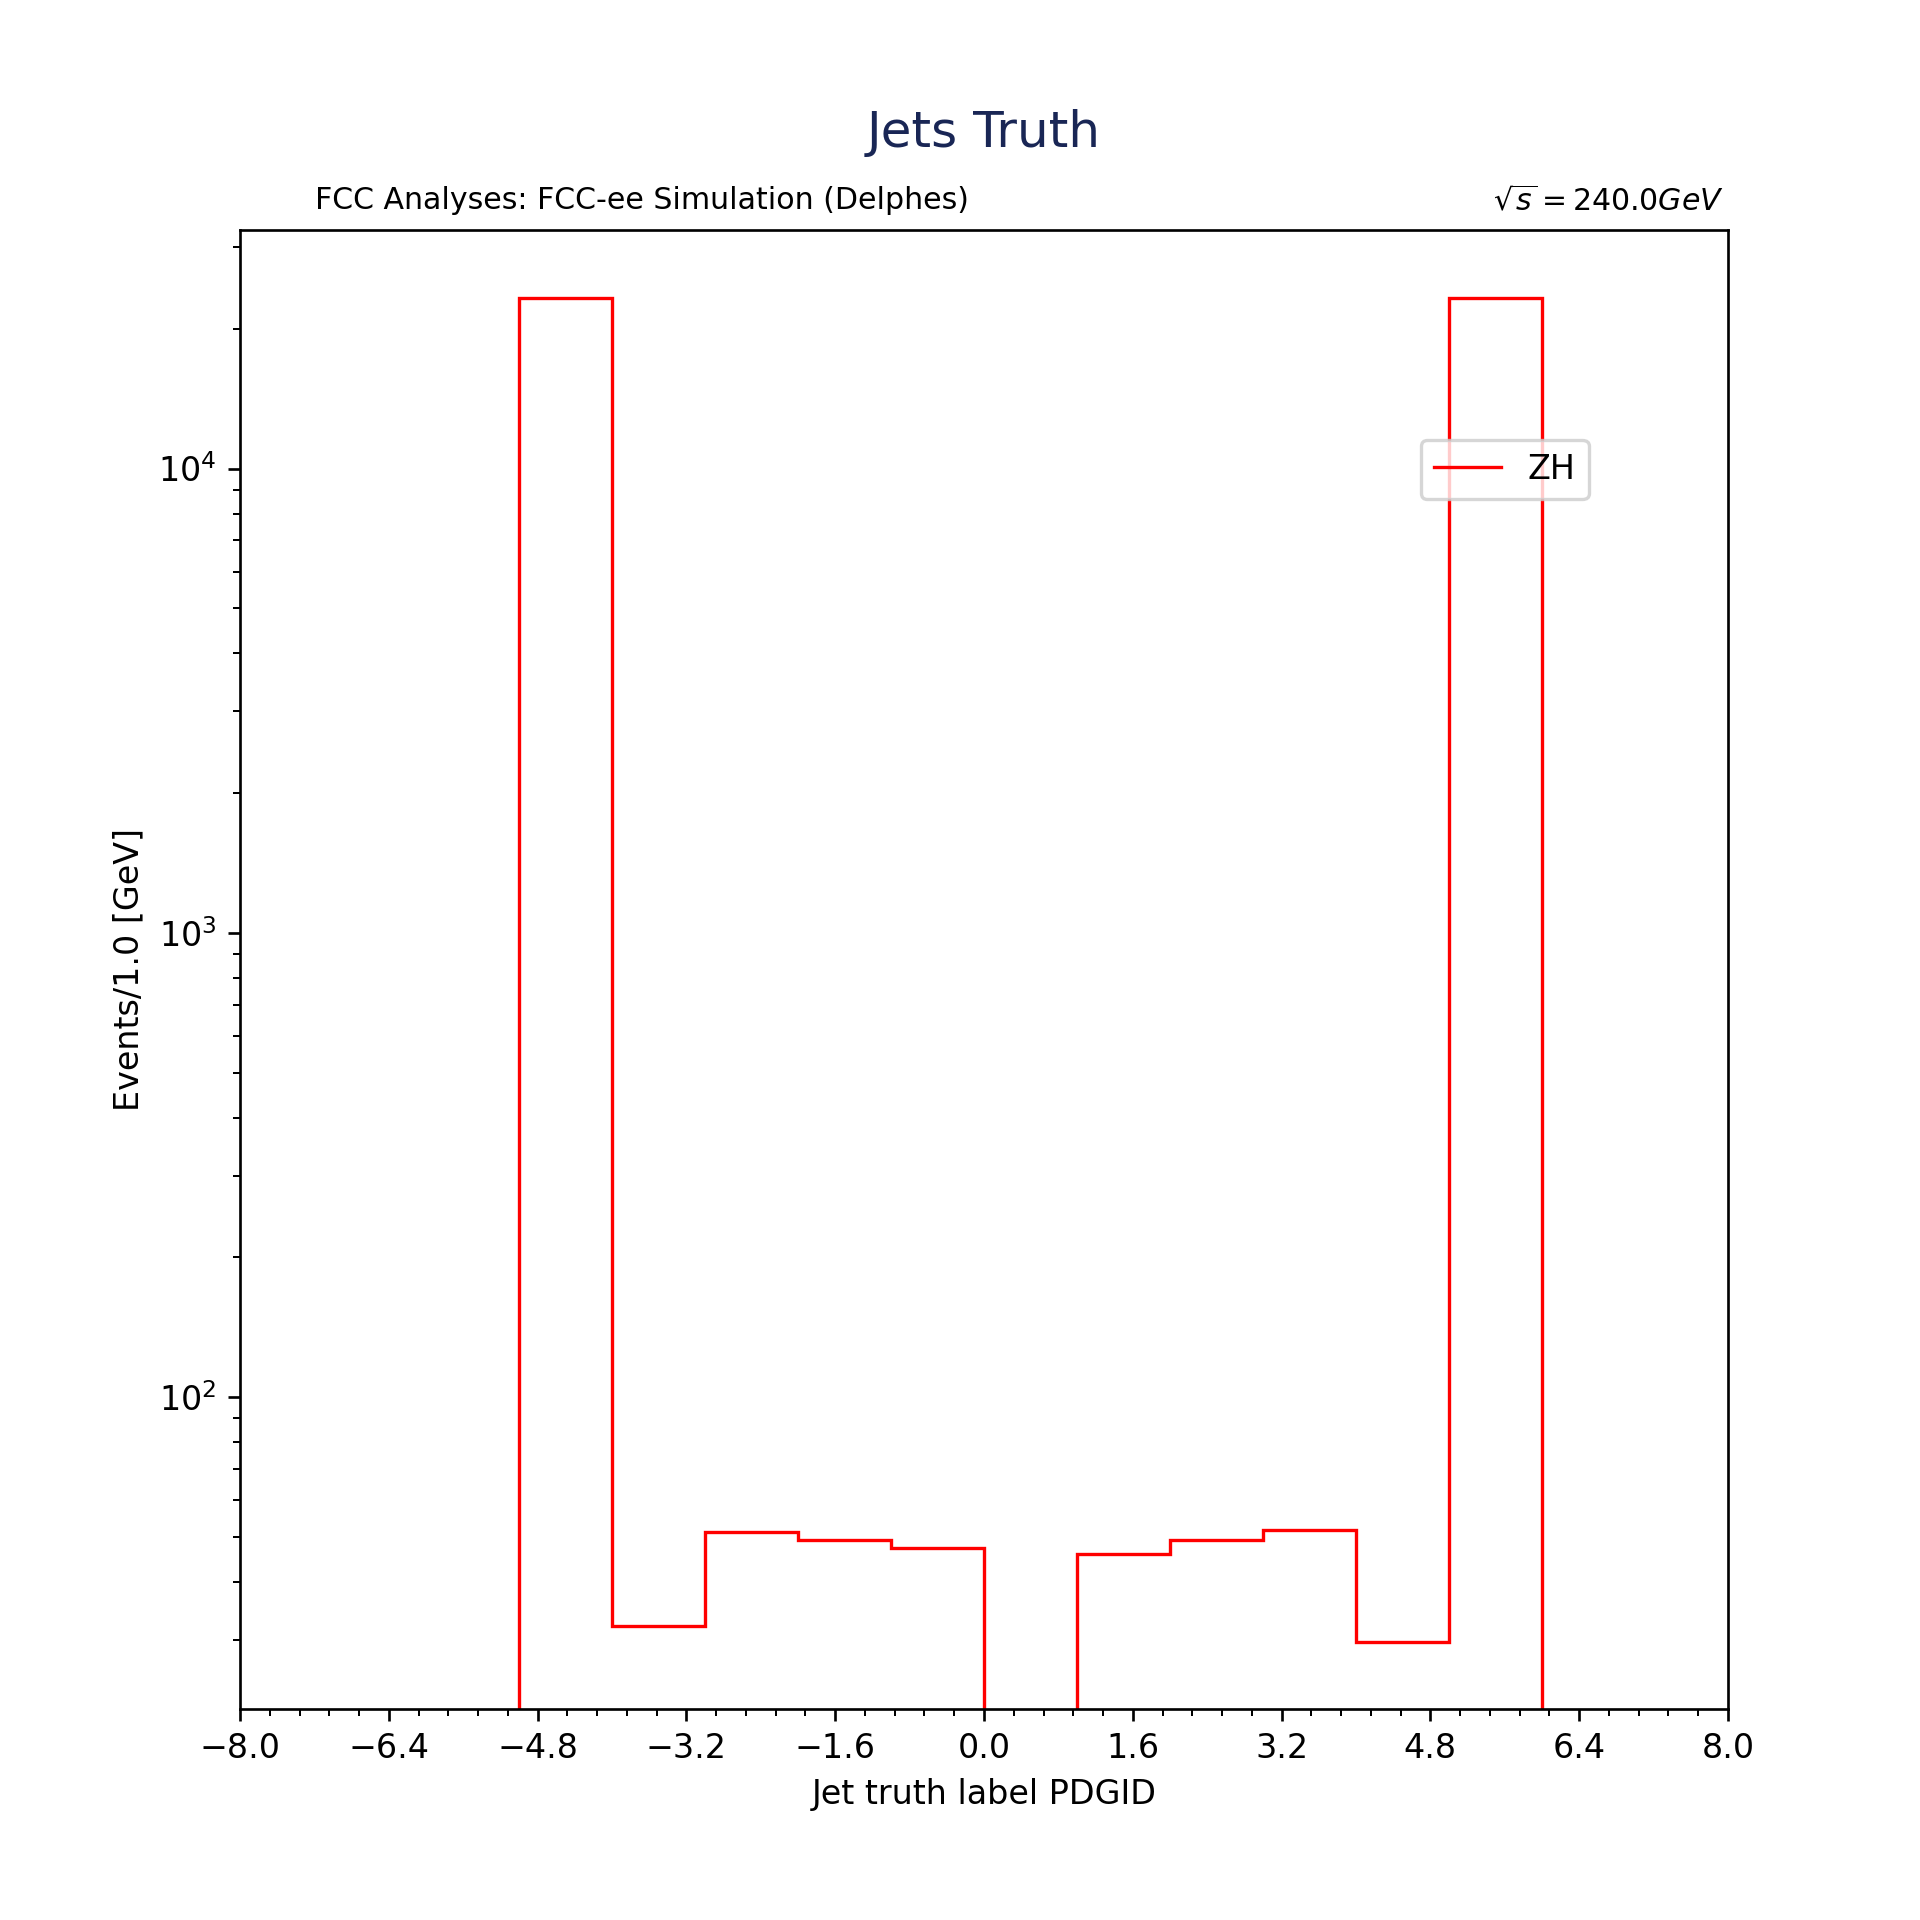 Jets Truth
FCC Analyses: FCC-ee Simulation (Delphes)
√s = 240.0GeV
ZH
Events/1.0 [GeV]
10⁴
10³
10²
−8.0 −6.4 −4.8 −3.2 −1.6 0.0 1.6 3.2 4.8 6.4 8.0
Jet truth label PDGID